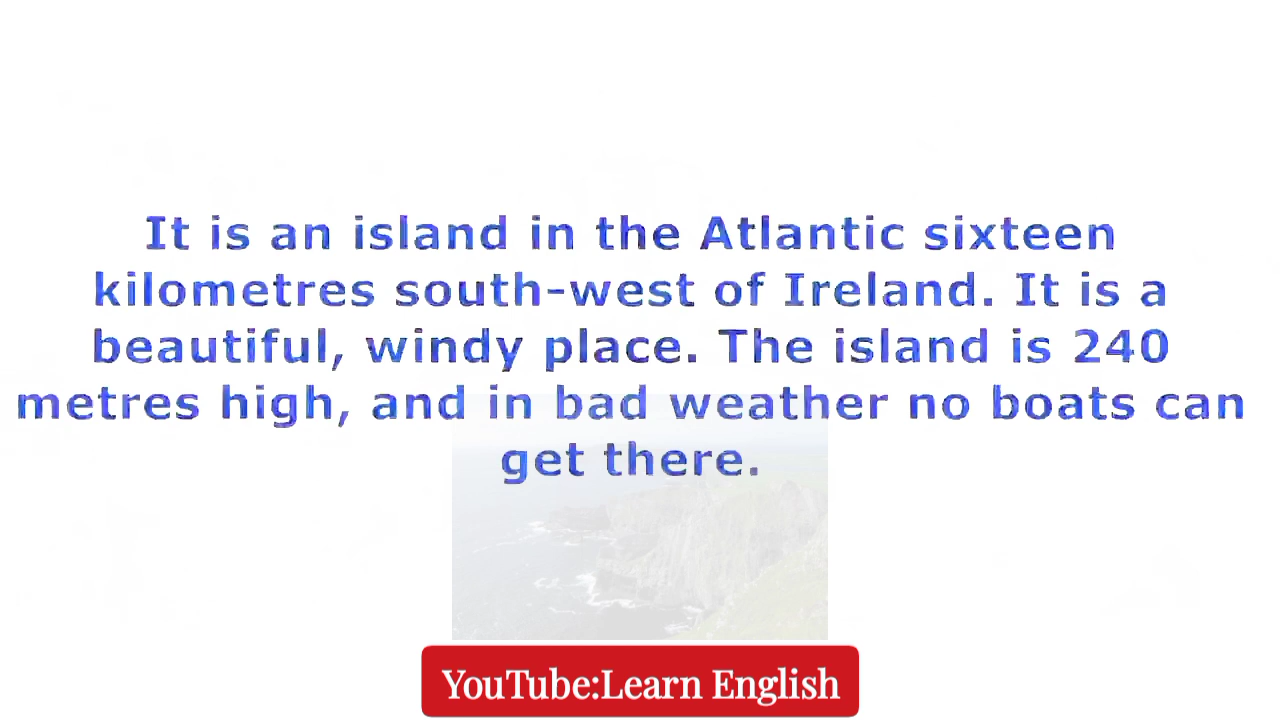 It is an island in the Atlantic sixteen
kilometres south-west of Ireland. It is a
beautiful, windy place. The island is 240
metres high, and in bad weather no boats can
get there.
YouTube:Learn English